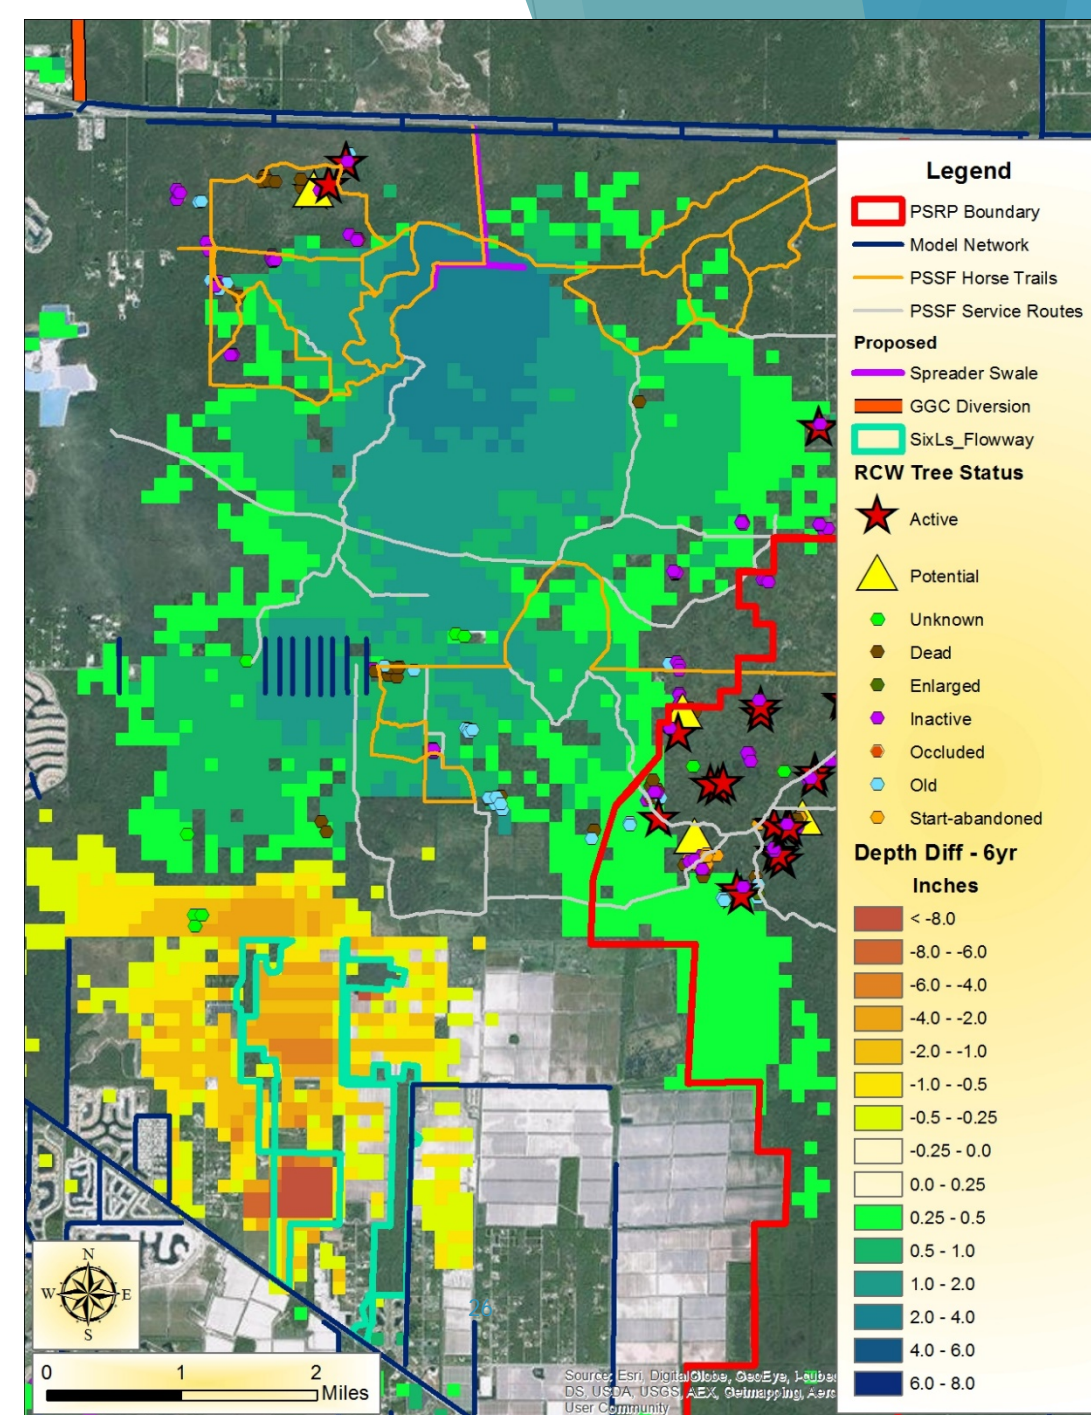 Legend
PSRP Boundary
Model Network
PSSF Horse Trails
PSSF Service Routes
Proposed
Spreader Swale
GGC Diversion
SixLs_Flowway
RCW Tree Status
Active
Potential
Unknown
Dead
Enlarged
Inactive
Occluded
Old
Start-abandoned
Depth Diff - 6yr
Inches
< -8.0
-8.0 - -6.0
-6.0 - -4.0
-4.0 - -2.0
-2.0 - -1.0
-1.0 - -0.5
-0.5 - -0.25
-0.25 - 0.0
0.0 - 0.25
0.25 - 0.5
0.5 - 1.0
1.0 - 2.0
2.0 - 4.0
4.0 - 6.0
6.0 - 8.0
N
W E
S
26
0 1 2
Miles
Source: Esri, DigitalGlobe, GeoEye, i-cubed
DS, USDA, USGS, AEX, Getmapping,
User Community